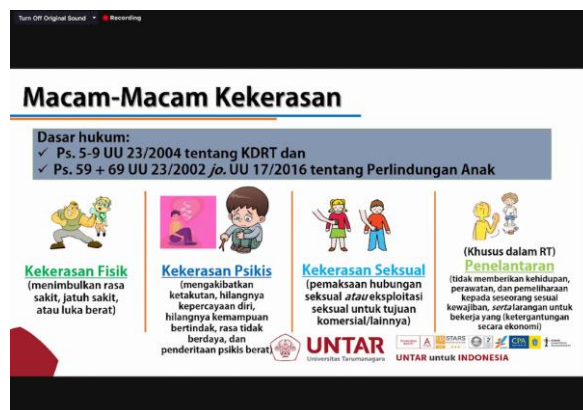 Turn Off Original Sound
Recording
Macam-Macam Kekerasan
Dasar hukum:
✓ Ps. 5-9 UU 23/2004 tentang KDRT dan
✓ Ps. 59 + 69 UU 23/2002 jo. UU 17/2016 tentang Perlindungan Anak
Kekerasan Fisik
(menimbulkan rasa
sakit, jatuh sakit,
atau luka berat)
Kekerasan Psikis
(mengakibatkan
ketakutan, hilangnya
kepercayaan diri,
hilangnya kemampuan
bertindak, rasa tidak
berdaya, dan
penderitaan psikis berat)
Kekerasan Seksual
(pemaksaan hubungan
seksual atau eksploitasi
seksual untuk tujuan
komersial/lainnya)
(Khusus dalam RT)
Penelantaran
(tidak memberikan kehidupan,
perawatan, dan pemeliharaan
kepada seseorang sesuai
kewajiban, serta larangan untuk
bekerja yang (ketergantungan
secara ekonomi)
UNTAR
Universitas Tarumanagara
A
STARS
CPA
UNTAR untuk INDONESIA